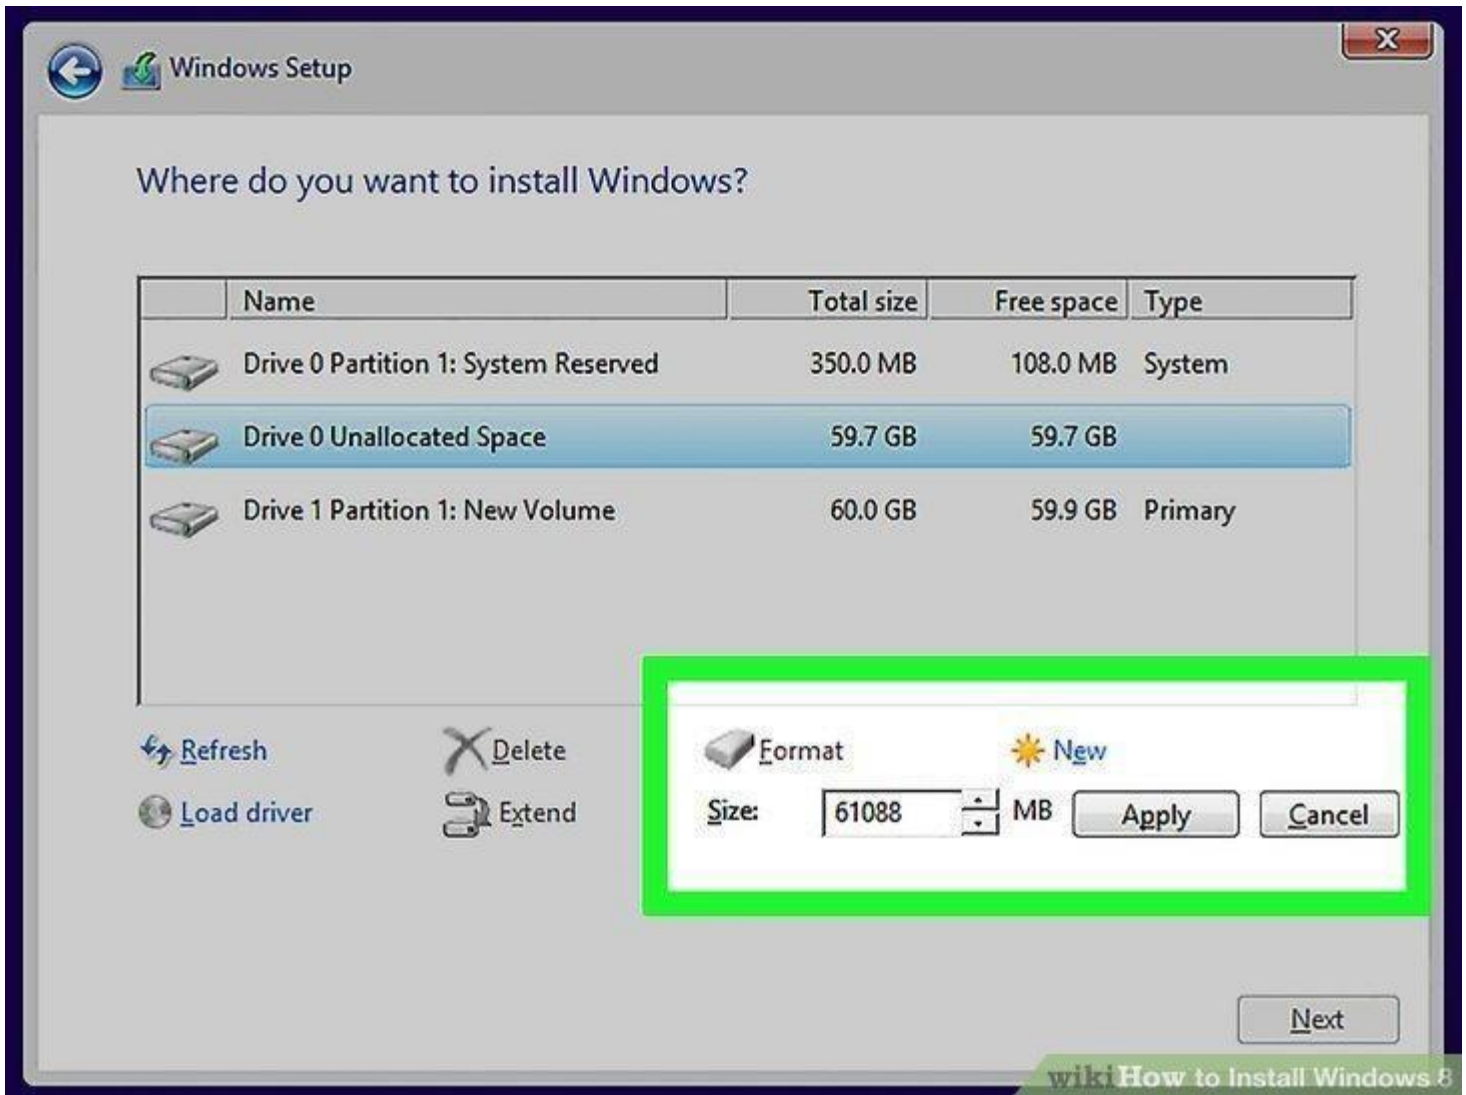 Windows Setup
x
Where do you want to install Windows?
Name Total size Free space Type
Drive 0 Partition 1: System Reserved 350.0 MB 108.0 MB System
Drive 0 Unallocated Space 59.7 GB 59.7 GB
Drive 1 Partition 1: New Volume 60.0 GB 59.9 GB Primary
Refresh Delete Format New
Load driver Extend Size: 61088 MB Apply Cancel
Next
wikiHow to Install Windows 8